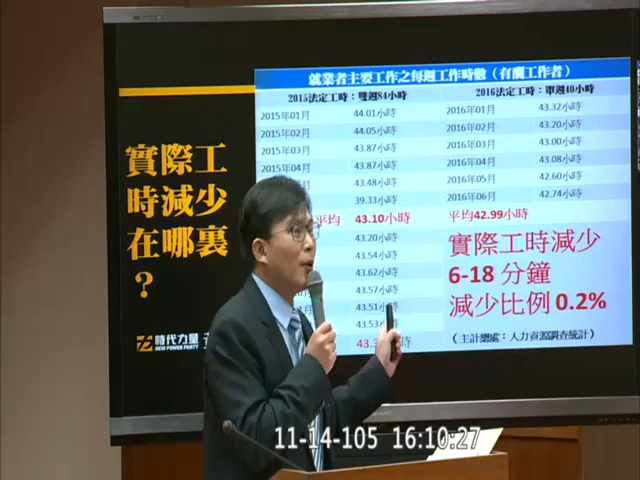 就業者主要工作之每週工作時數（有酬工作者）
2015法定工時：雙週84小時
2016法定工時：單週40小時
2015年01月 44.01小時 2016年01月 43.32小時
2015年02月 44.05小時 2016年02月 43.20小時
2015年03月 43.87小時 2016年03月 43.00小時
2015年04月 43.87小時 2016年04月 43.08小時
43.48小時 2016年05月 42.60小時
39.33小時 2016年06月 42.74小時
平均 43.10小時 平均42.99小時
43.20小時
43.54小時
43.62小時
43.57小時
43.51小時
43.53
43.3
實際工時減少
6-18 分鐘
減少比例 0.2%
（主計總處：人力資源調查統計）
實際工
時減少
在哪裏
？
時代力量
NEW POWER PARTY
11-14-105 16:10:27